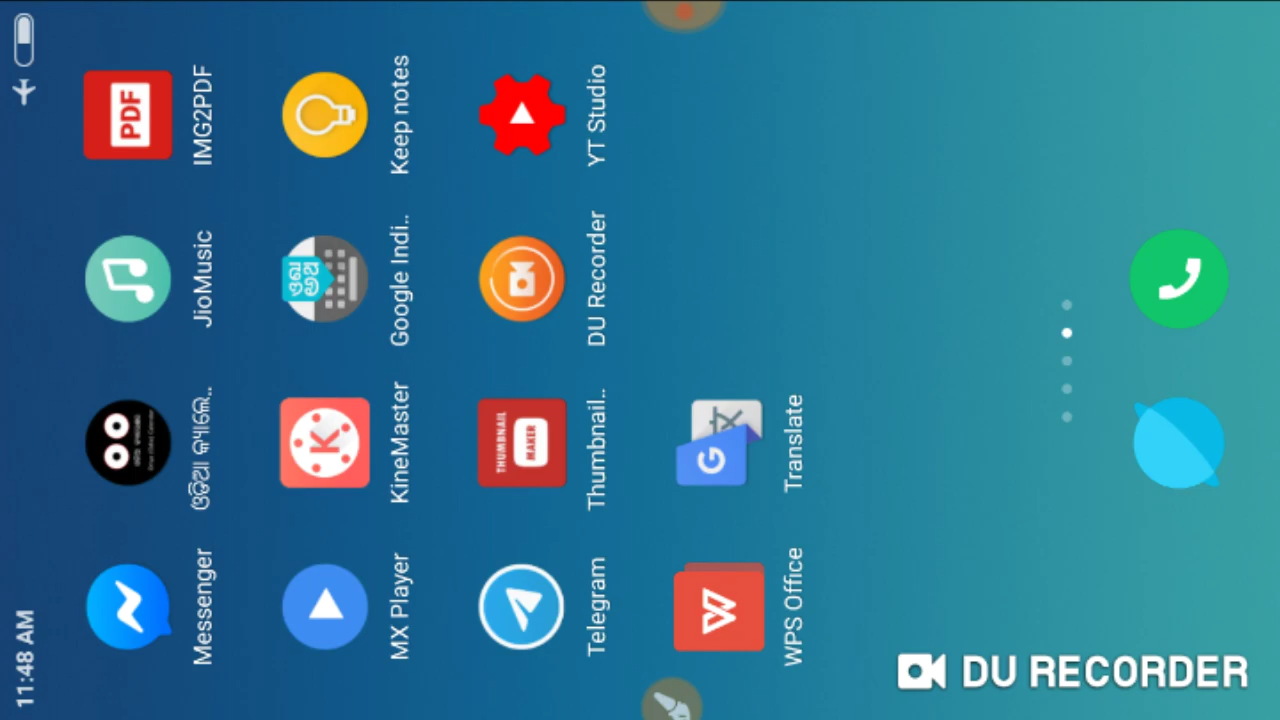 11:48 AM
Messenger
ଓଡ଼ିଆ କ୍ୟାଲେ..
JioMusic
PDF
IMG2PDF
MX Player
K
KineMaster
Google Indi..
Keep notes
Telegram
THUMBNAIL
MAKER
Thumbnail..
DU Recorder
YT Studio
W
WPS Office
G
Translate
DU RECORDER